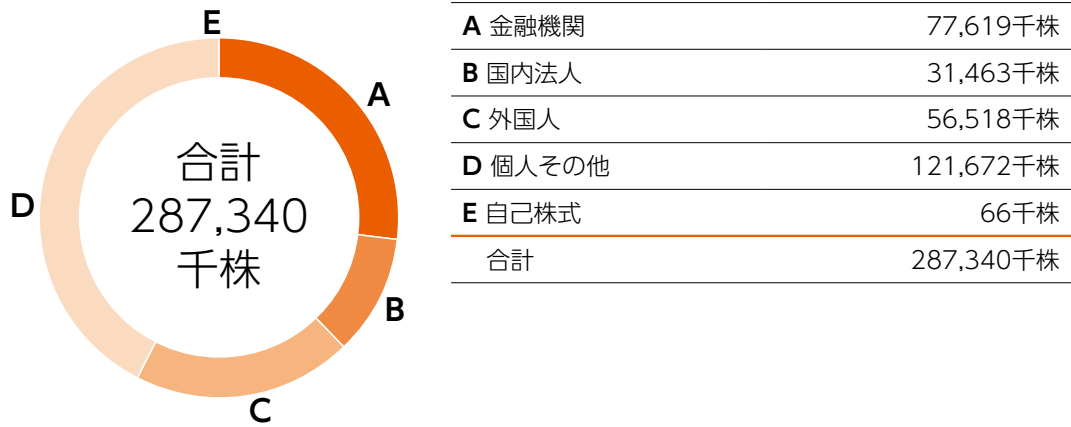 E
A
B
C
D
合計
287,340
千株
A 金融機関 77,619千株
B 国内法人 31,463千株
C 外国人 56,518千株
D 個人その他 121,672千株
E 自己株式 66千株
合計 287,340千株